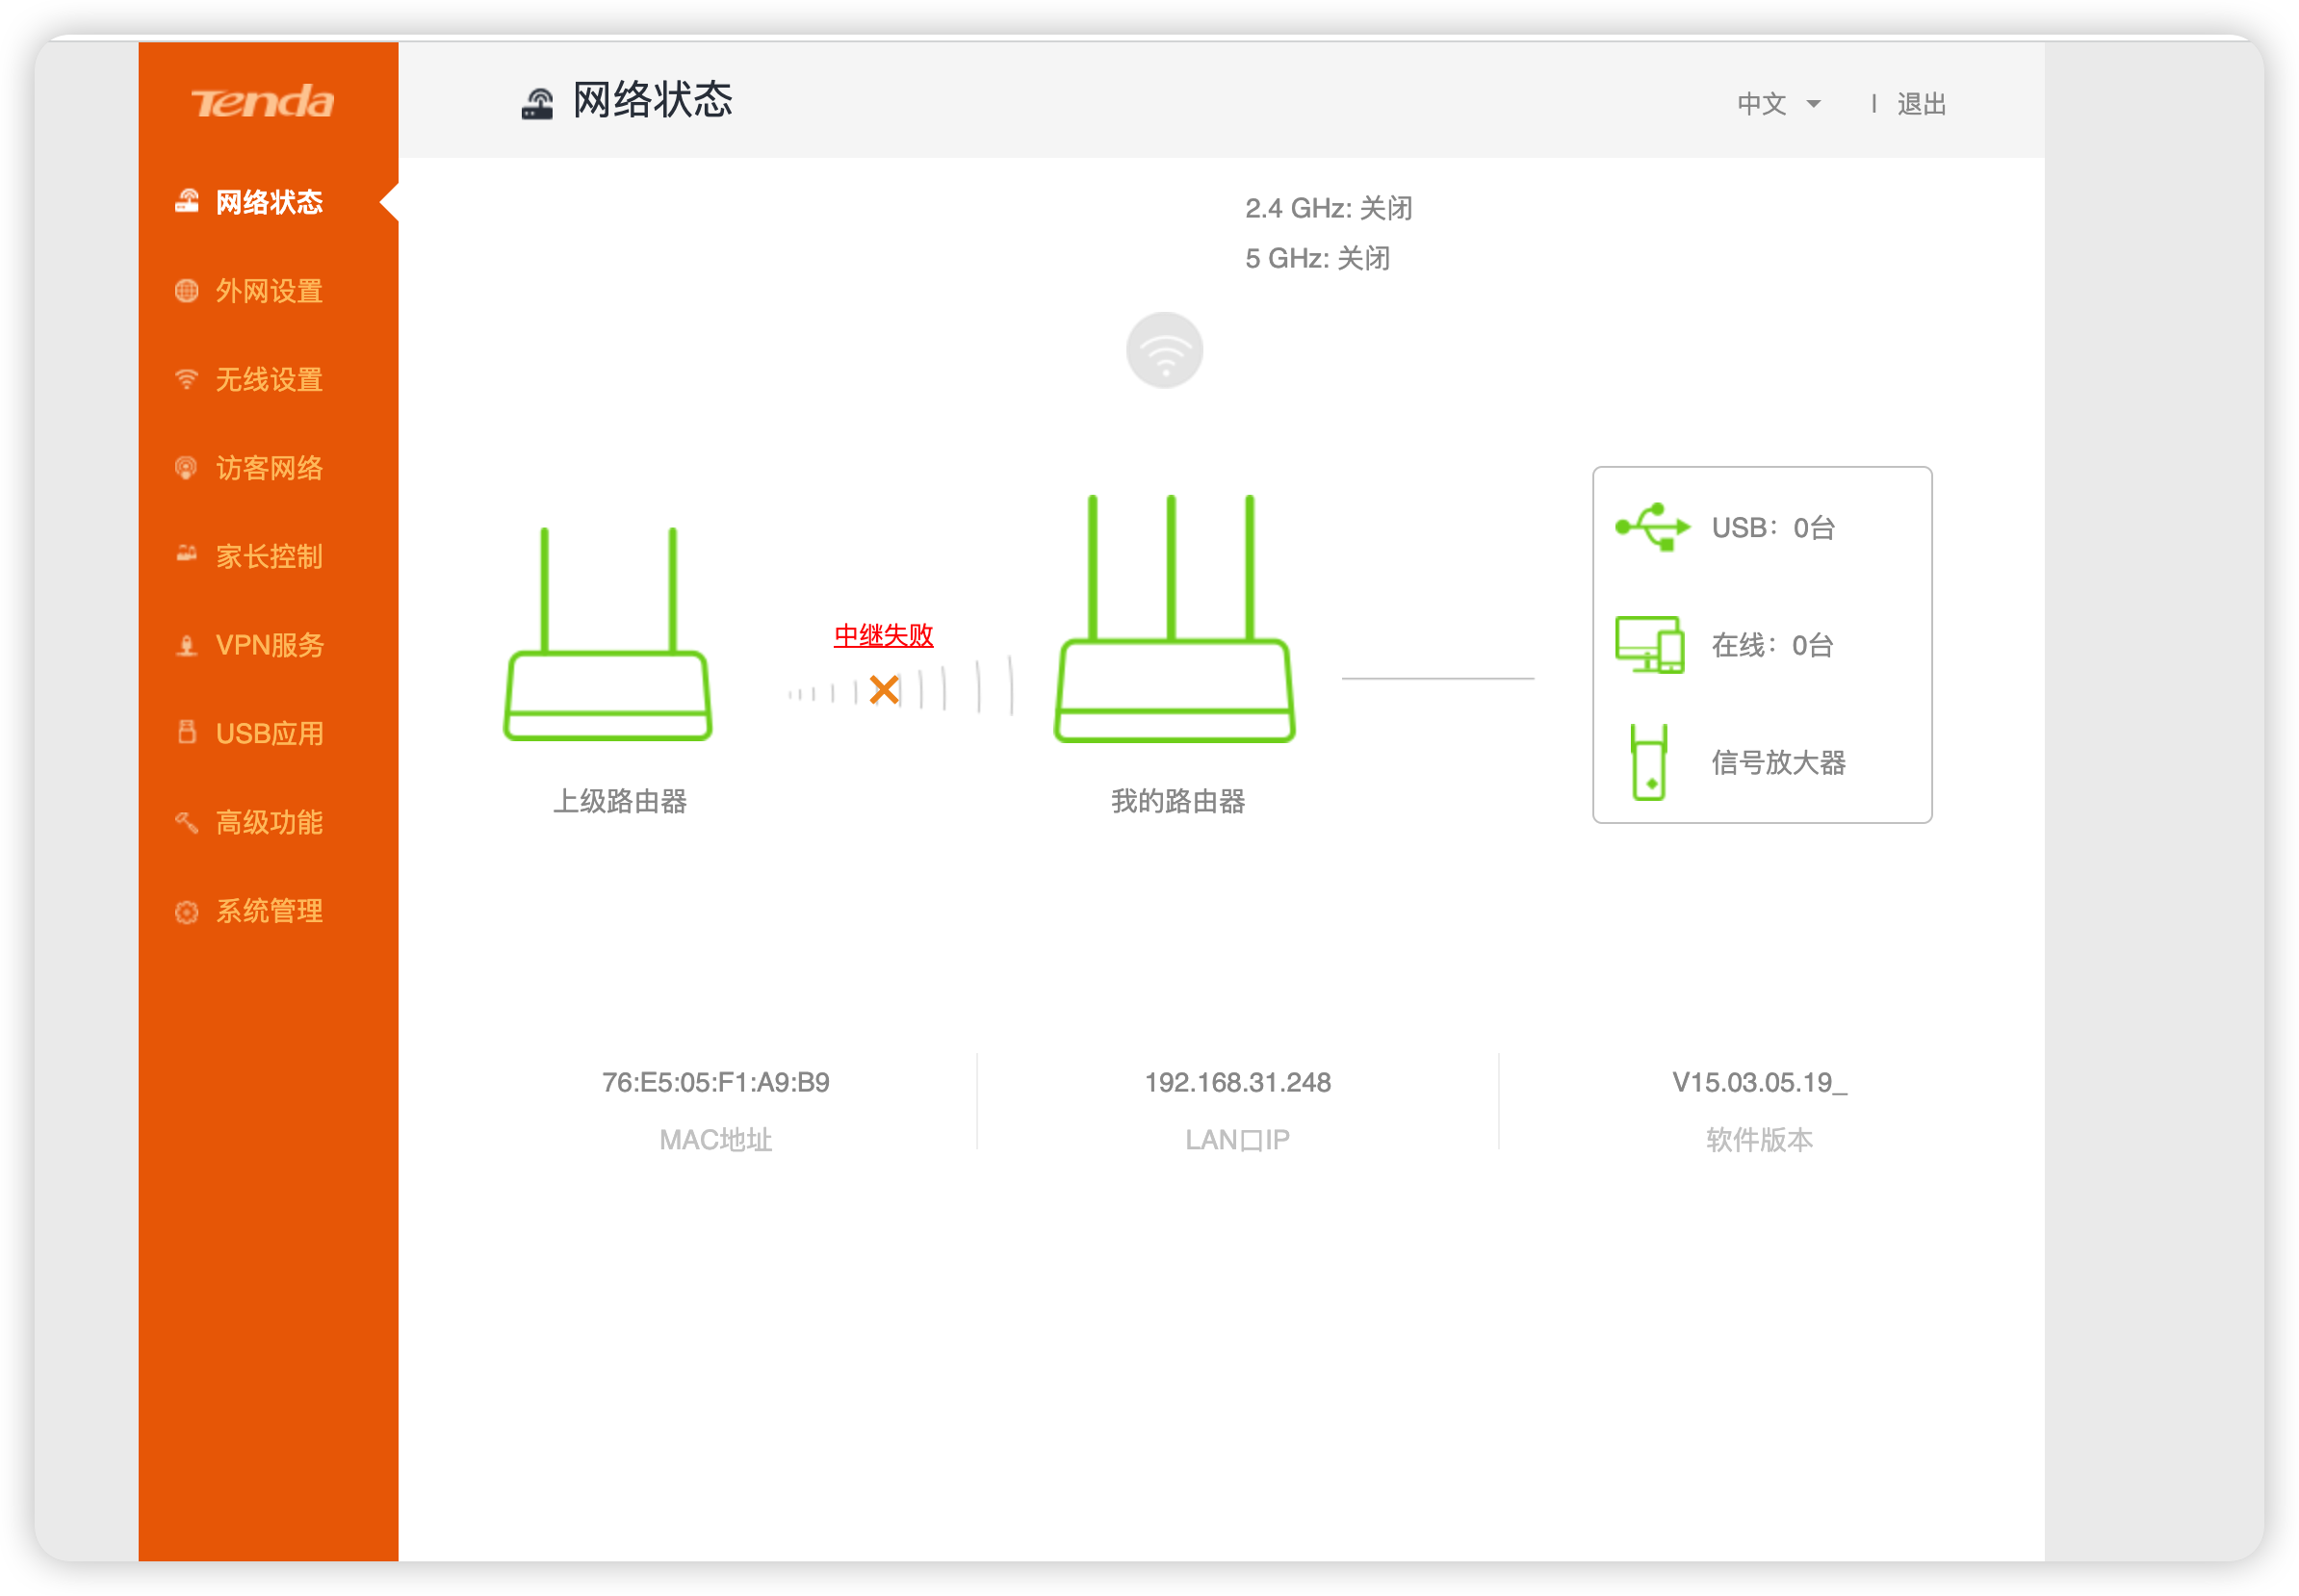 Tenda
网络状态
中文
退出
网络状态
外网设置
无线设置
访客网络
家长控制
VPN服务
USB应用
高级功能
系统管理
2.4 GHz: 关闭
5 GHz: 关闭
中继失败
上级路由器
我的路由器
USB：0台
在线：0台
信号放大器
76:E5:05:F1:A9:B9
MAC地址
192.168.31.248
LAN口IP
V15.03.05.19_
软件版本